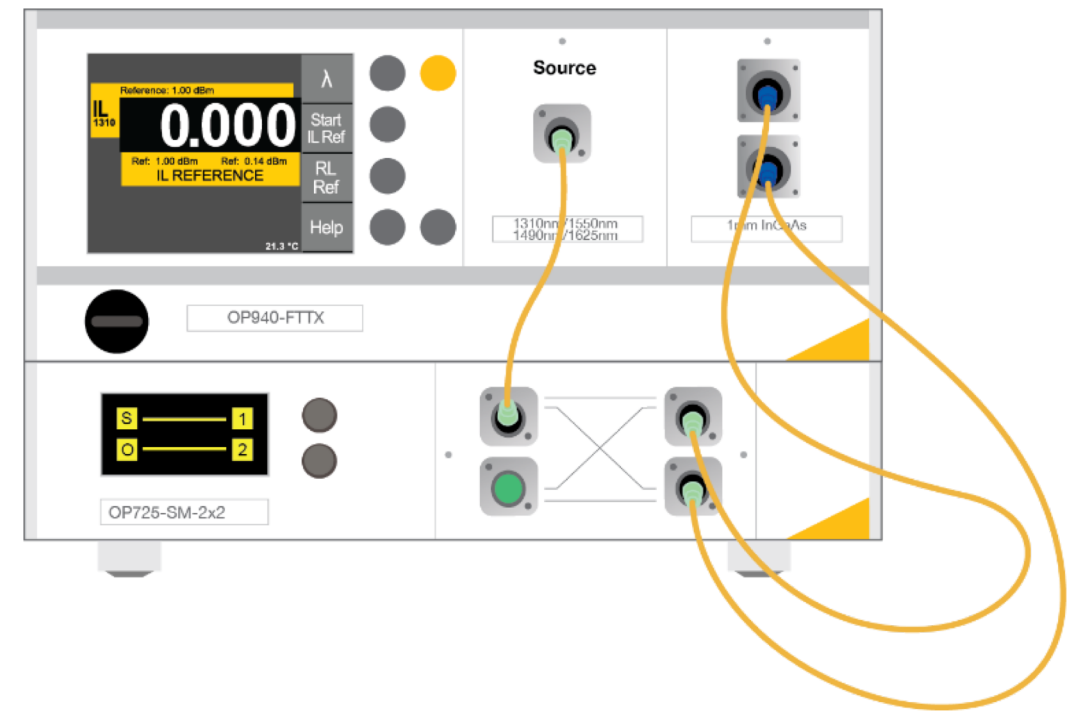 Reference: 1.00 dBm
IL
1310
0.000
Ref: 1.00 dBm Ref: 0.14 dBm
IL REFERENCE
21.3 °C
λ
Start
IL Ref
RL
Ref
Help
Source
1310nm/1550nm
1490nm/1625nm
1mm InGaAs
OP940-FTTX
S 1
O 2
OP725-SM-2x2